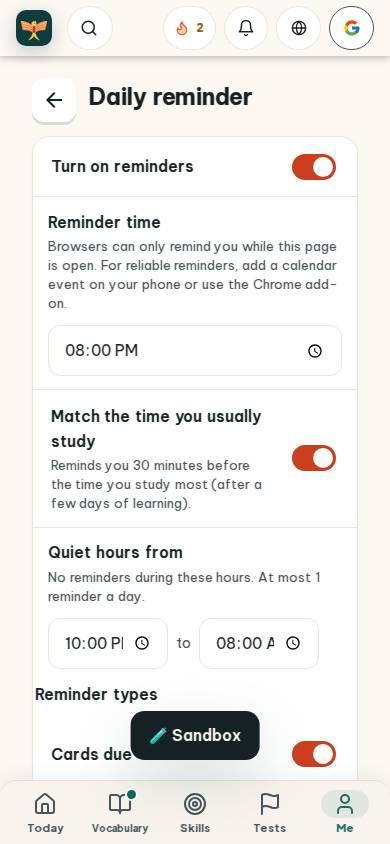 2
Daily reminder
Turn on reminders
Reminder time
Browsers can only remind you while this page
is open. For reliable reminders, add a calendar
event on your phone or use the Chrome add-
on.
08:00 PM
Match the time you usually
study
Reminds you 30 minutes before
the time you study most (after a
few days of learning).
Quiet hours from
No reminders during these hours. At most 1
reminder a day.
10:00 P to 08:00 A
Reminder types
Sandbox
Cards due
Today Vocabulary Skills Tests Me